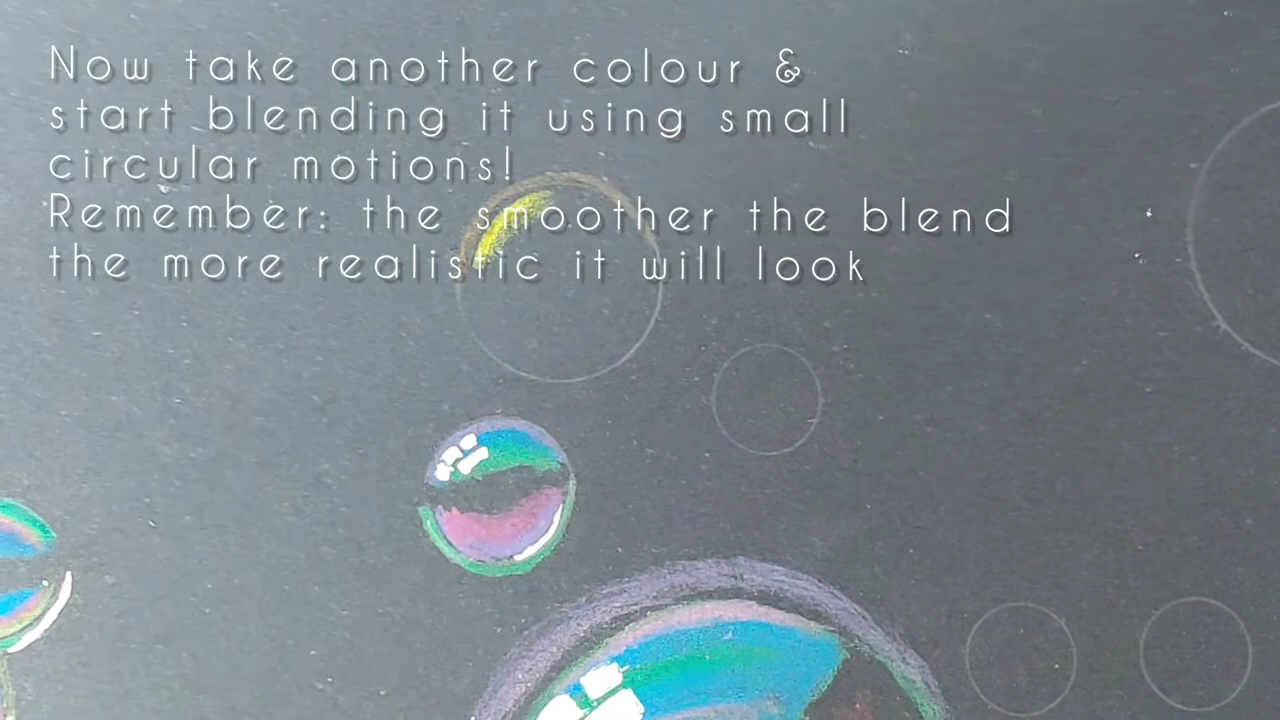 Now take another colour &
start blending it using small
circular motions!
Remember: the smoother the blend
the more realistic it will look